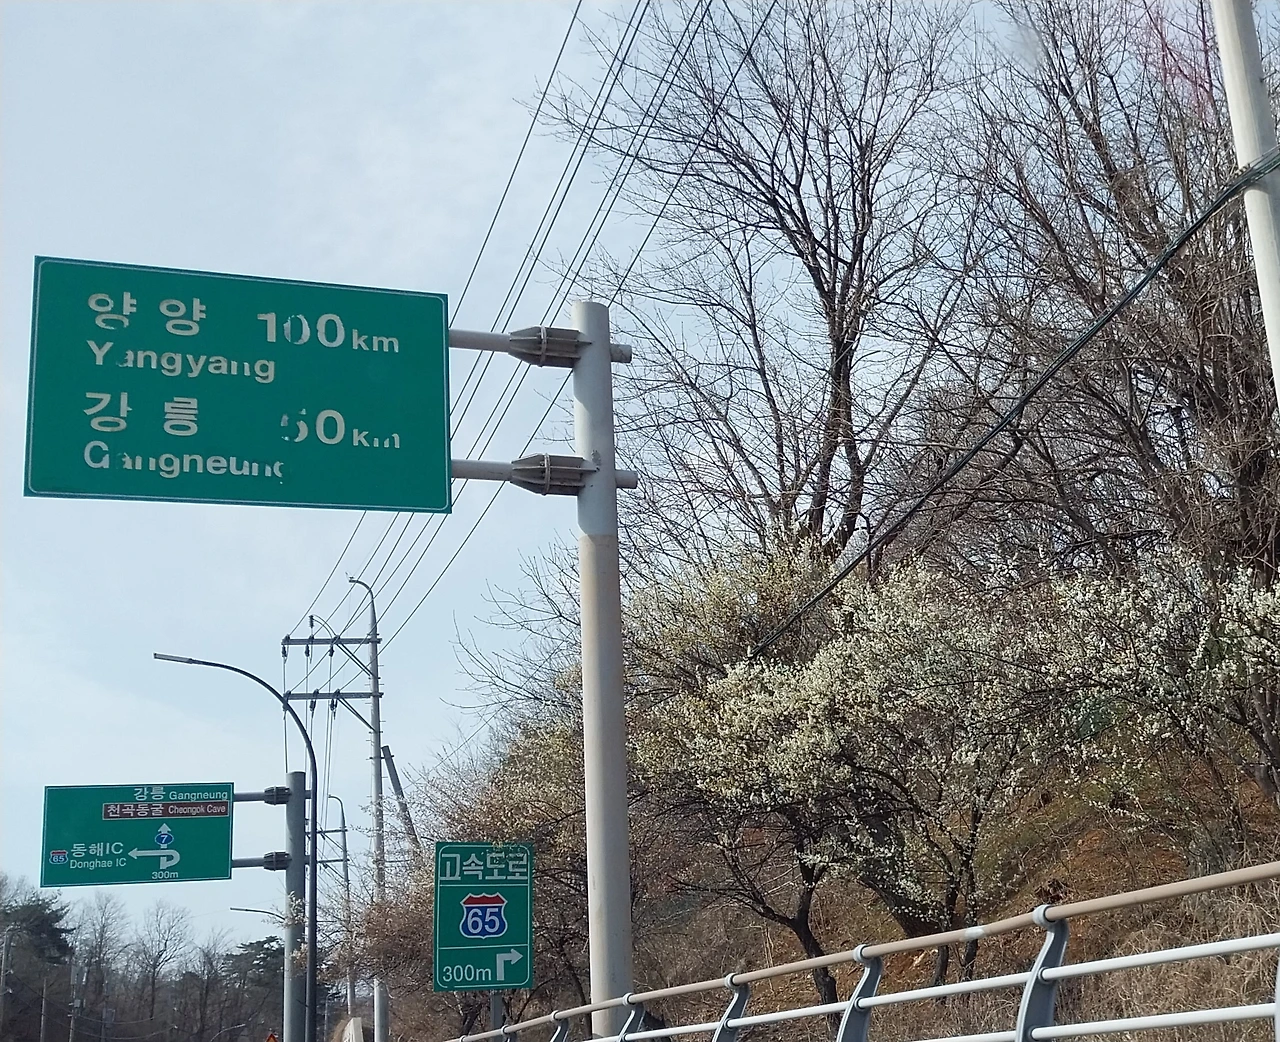 양양 100km
Yangyang
강릉 50km
Gangneung
강릉 Gangneung
천곡동굴 Cheongok Cave
7
65 동해IC
Donghae IC
300m
고속도로
65
300m